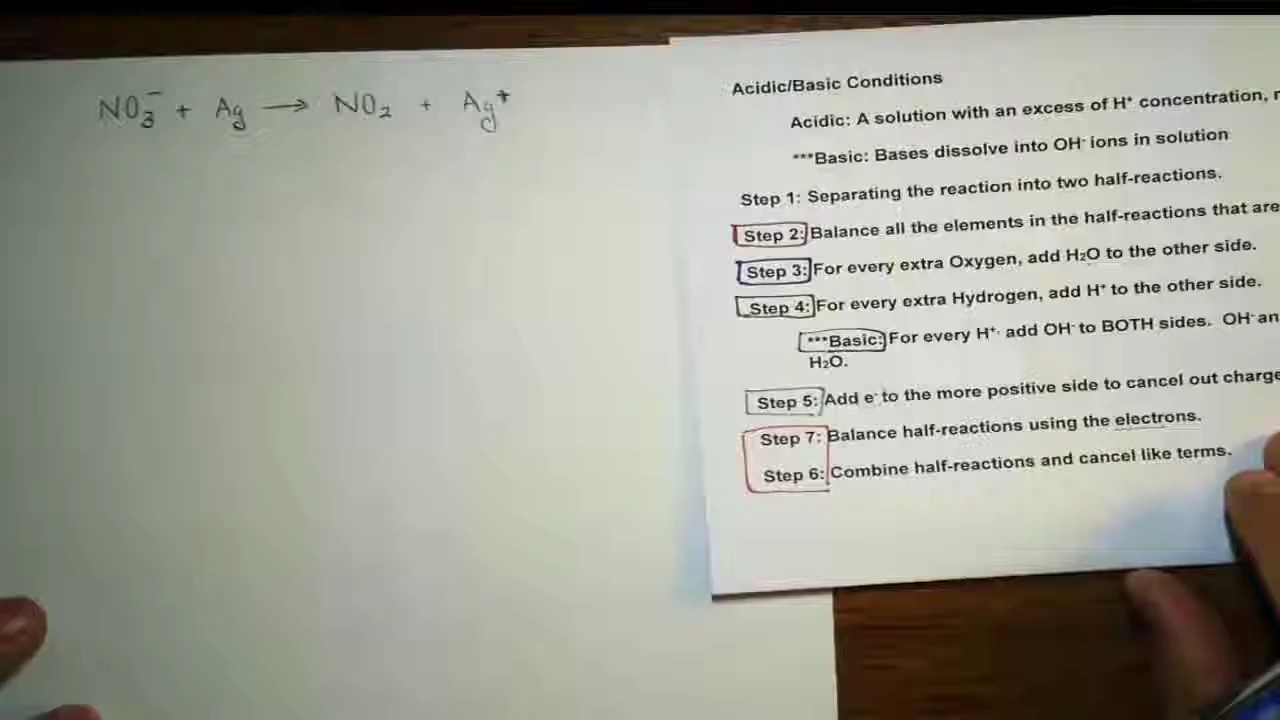 NO₃⁻ + Ag → NO₂ + Ag⁺
Acidic/Basic Conditions
Acidic: A solution with an excess of H⁺ concentration,
***Basic: Bases dissolve into OH⁻ ions in solution
Step 1: Separating the reaction into two half-reactions.
Step 2: Balance all the elements in the half-reactions that are
Step 3: For every extra Oxygen, add H₂O to the other side.
Step 4: For every extra Hydrogen, add H⁺ to the other side.
***Basic: For every H⁺, add OH⁻ to BOTH sides. OH⁻ an
H₂O.
Step 5: Add e⁻ to the more positive side to cancel out charge
Step 7: Balance half-reactions using the electrons.
Step 6: Combine half-reactions and cancel like terms.